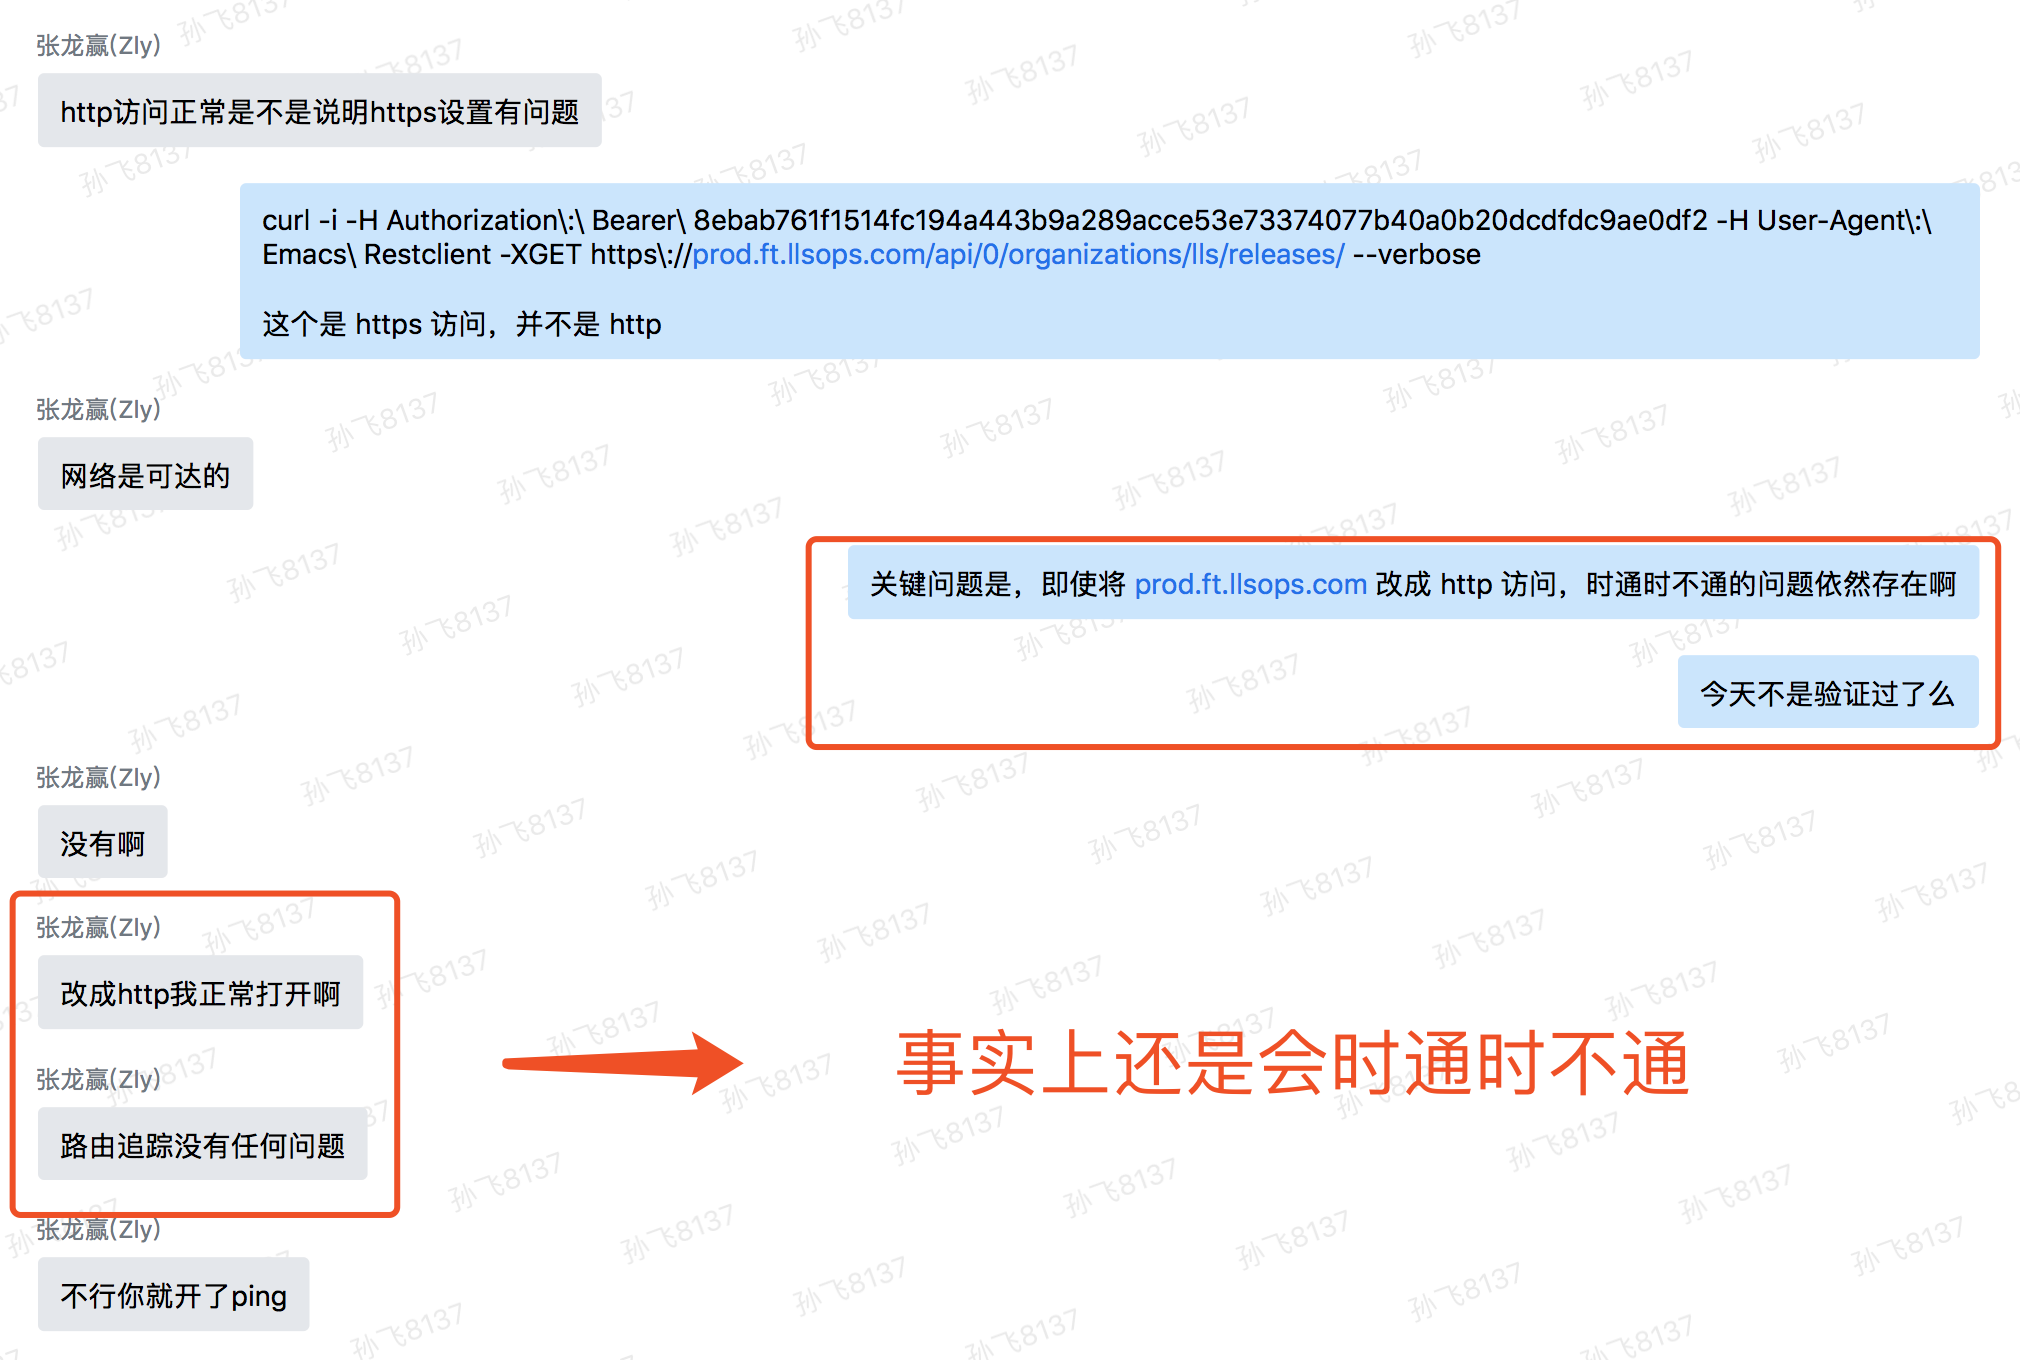 张龙赢(Zly)
http访问正常是不是说明https设置有问题
curl -i -H Authorization\:\ Bearer\ 8ebab761f1514fc194a443b9a289acce53e73374077b40a0b20dcdfdc9ae0df2 -H User-Agent\:\
Emacs\ Restclient -XGET https\://prod.ft.llsops.com/api/0/organizations/lls/releases/ --verbose
这个是 https 访问，并不是 http
张龙赢(Zly)
网络是可达的
关键问题是，即使将 prod.ft.llsops.com 改成 http 访问，时通时不通的问题依然存在啊
今天不是验证过了么
张龙赢(Zly)
没有啊
张龙赢(Zly)
改成http我正常打开啊
事实上还是会时通时不通
张龙赢(Zly)
路由追踪没有任何问题
张龙赢(Zly)
不行你就开了ping
孙飞8137